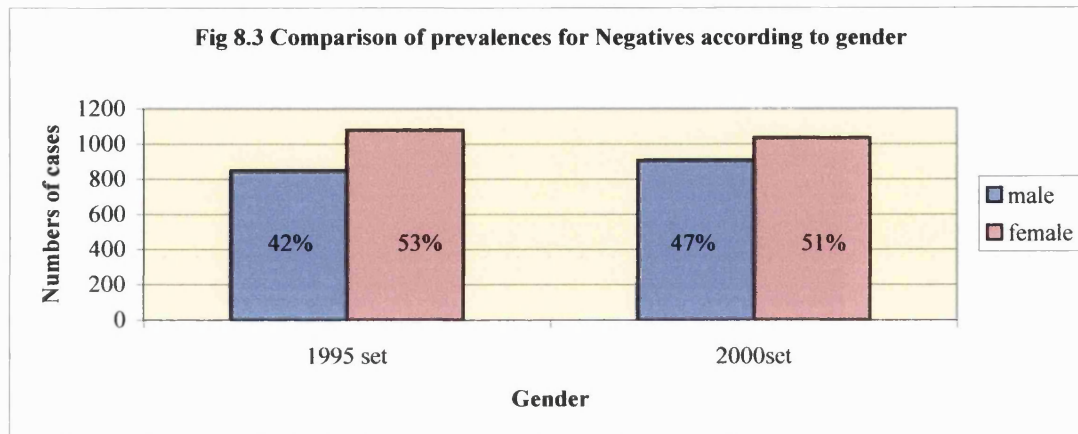 Fig 8.3 Comparison of prevalences for Negatives according to gender
Numbers of cases
1200
1000
800
600
400
200
0
42%
53%
47%
51%
1995 set
2000set
Gender
male
female